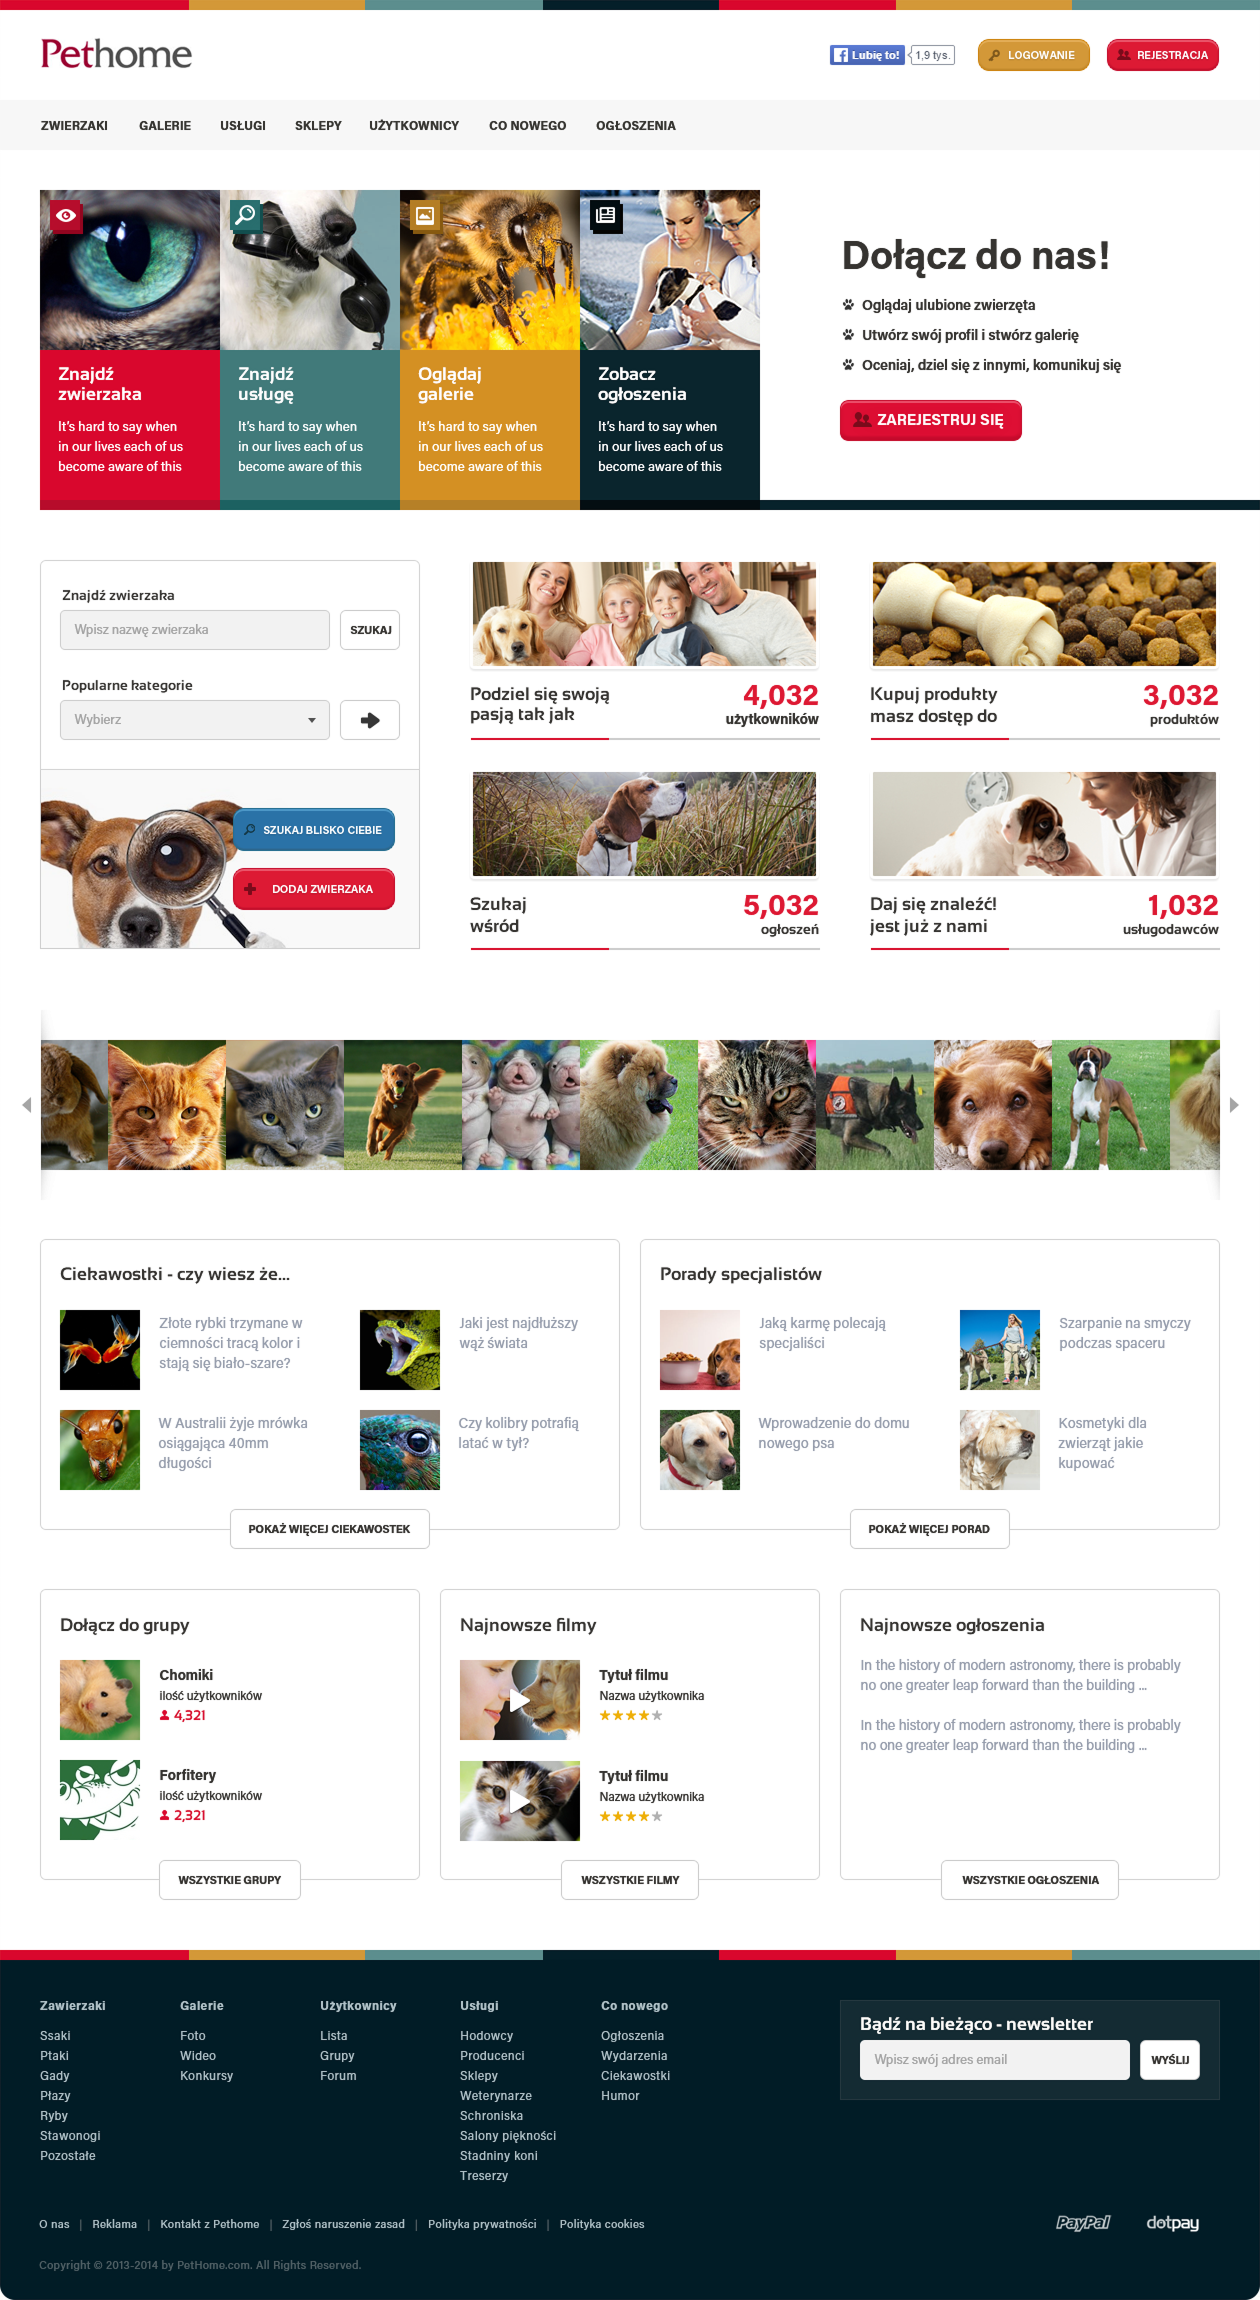 Pethome
Lubię to!
1,9 tys.
LOGOWANIE
REJESTRACJA
ZWIERZAKI
GALERIE
USŁUGI
SKLEPY
UŻYTKOWNICY
CO NOWEGO
OGŁOSZENIA
Znajdź
zwierzaka
It's hard to say when
in our lives each of us
become aware of this
Znajdź
usługę
It's hard to say when
in our lives each of us
become aware of this
Oglądaj
galerie
It's hard to say when
in our lives each of us
become aware of this
Zobacz
ogłoszenia
It's hard to say when
in our lives each of us
become aware of this
Dołącz do nas!
Oglądaj ulubione zwierzęta
Utwórz swój profil i stwórz galerię
Oceniaj, dziel się z innymi, komunikuj się
ZAREJESTRUJ SIĘ
Znajdź zwierzaka
Wpisz nazwę zwierzaka
SZUKAJ
Popularne kategorie
Wybierz
SZUKAJ BLISKO CIEBIE
DODAJ ZWIERZAKA
Podziel się swoją
pasją tak jak
4,032
użytkowników
Kupuj produkty
masz dostęp do
3,032
produktów
Szukaj
wśród
5,032
ogłoszeń
Daj się znaleźć!
jest już z nami
1,032
usługodawców
Ciekawostki - czy wiesz że...
Złote rybki trzymane w
ciemności tracą kolor i
stają się biało-szare?
Jaki jest najdłuższy
wąż świata
W Australii żyje mrówka
osiągająca 40mm
długości
Czy kolibry potrafią
latać w tył?
POKAŻ WIĘCEJ CIEKAWOSTEK
Porady specjalistów
Jaką karmę polecają
specjaliści
Szarpanie na smyczy
podczas spaceru
Wprowadzenie do domu
nowego psa
Kosmetyki dla
zwierząt jakie
kupować
POKAŻ WIĘCEJ PORAD
Dołącz do grupy
Chomiki
ilość użytkowników
4,321
Forfitery
ilość użytkowników
2,321
WSZYSTKIE GRUPY
Najnowsze filmy
Tytuł filmu
Nazwa użytkownika
Tytuł filmu
Nazwa użytkownika
WSZYSTKIE FILMY
Najnowsze ogłoszenia
In the history of modern astronomy, there is probably
no one greater leap forward than the building ...
In the history of modern astronomy, there is probably
no one greater leap forward than the building ...
WSZYSTKIE OGŁOSZENIA
Zawierzaki
Ssaki
Ptaki
Gady
Płazy
Ryby
Stawonogi
Pozostałe
Galerie
Foto
Wideo
Konkursy
Użytkownicy
Lista
Grupy
Forum
Usługi
Hodowcy
Producenci
Sklepy
Weterynarze
Schroniska
Salony piękności
Stadniny koni
Treserzy
Co nowego
Ogłoszenia
Wydarzenia
Ciekawostki
Humor
Bądź na bieżąco - newsletter
Wpisz swój adres email
WYŚLIJ
O nas | Reklama | Kontakt z Pethome | Zgłoś naruszenie zasad | Polityka prywatności | Polityka cookies
PayPal
dotpay
Copyright © 2013-2014 by PetHome.com. All Rights Reserved.